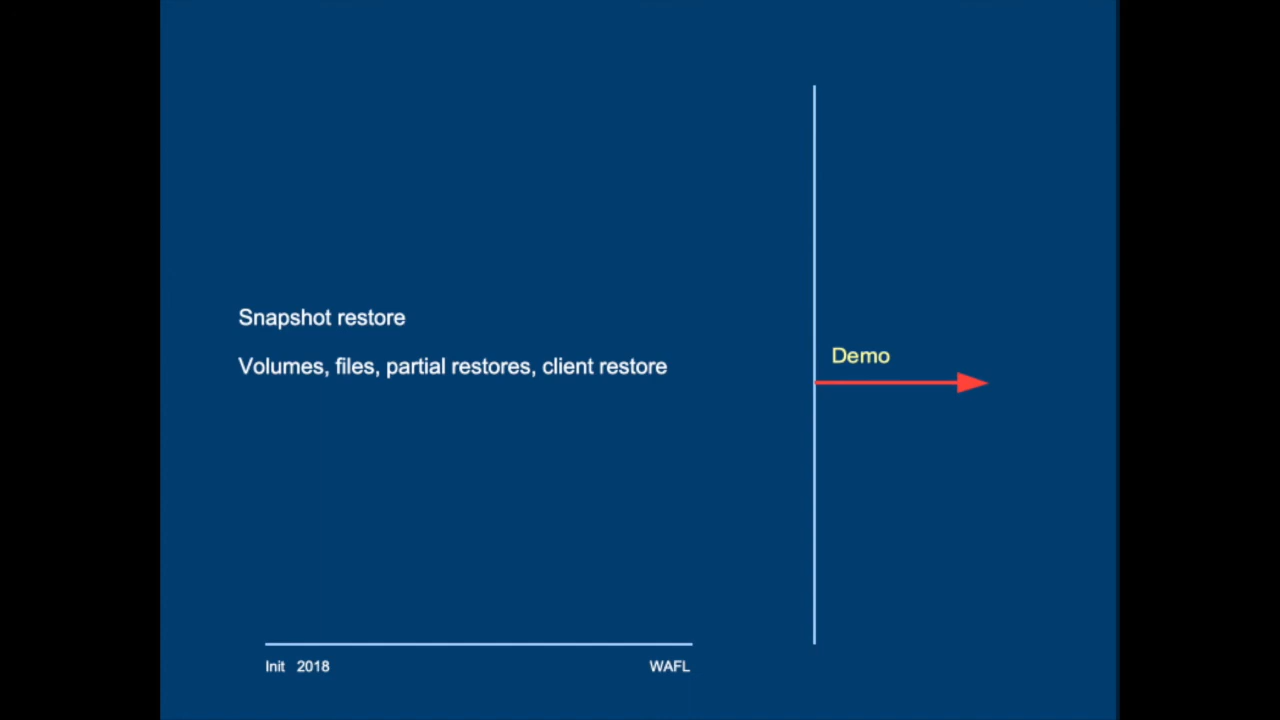 Snapshot restore
Volumes, files, partial restores, client restore
Demo
Init 2018
WAFL